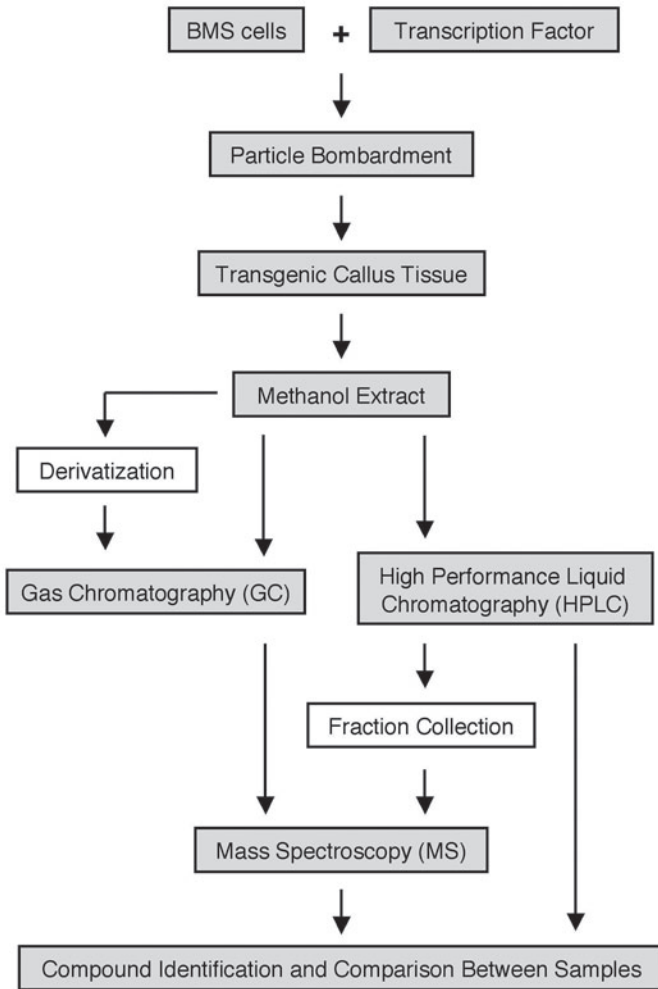 BMS cells + Transcription Factor
Particle Bombardment
Transgenic Callus Tissue
Methanol Extract
Derivatization
Gas Chromatography (GC)
High Performance Liquid
Chromatography (HPLC)
Fraction Collection
Mass Spectroscopy (MS)
Compound Identification and Comparison Between Samples